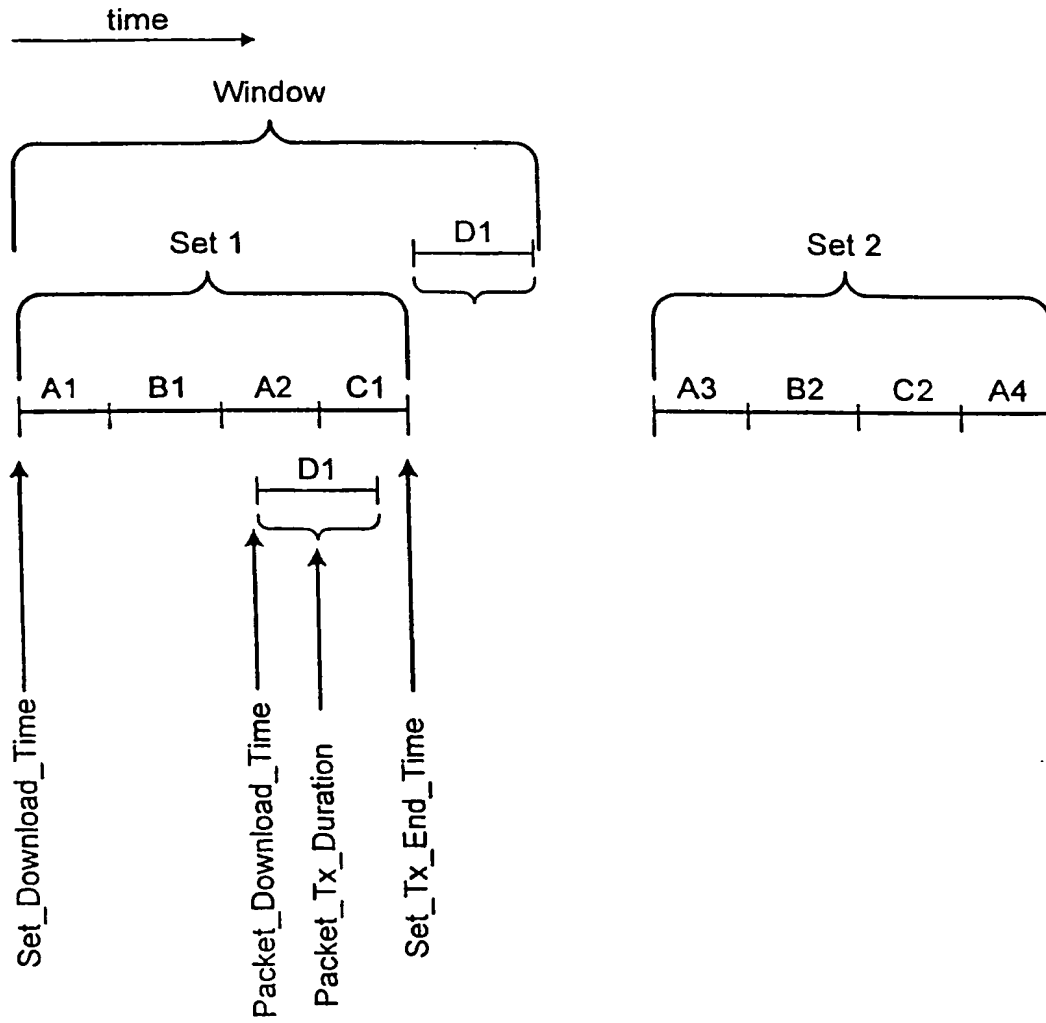 time
Window
D1
Set 1
Set 2
A1 B1 A2 C1
A3 B2 C2 A4
D1
Set_Download_Time
Packet_Download_Time
Packet_Tx_Duration
Set_Tx_End_Time